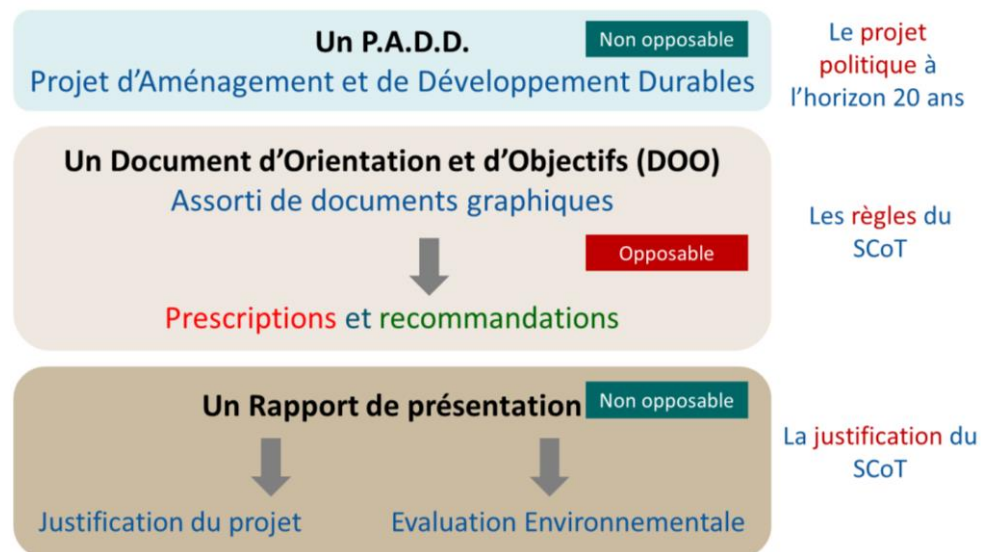 Un P.A.D.D.
Non opposable
Projet d'Aménagement et de Développement Durables
Le projet
politique à
l'horizon 20 ans
Un Document d'Orientation et d'Objectifs (DOO)
Assorti de documents graphiques
Opposable
Prescriptions et recommandations
Les règles du
SCoT
Un Rapport de présentation
Non opposable
Justification du projet
Evaluation Environnementale
La justification du
SCoT